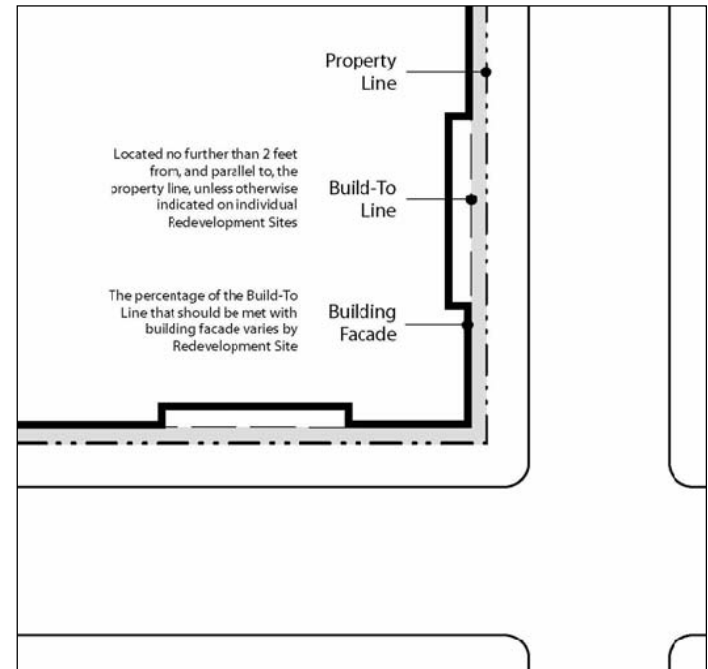 Property
Line
Located no further than 2 feet
from, and parallel to, the
property line, unless otherwise
indicated on individual
Redevelopment Sites
Build-To
Line
The percentage of the Build-To
Line that should be met with
building facade varies by
Redevelopment Site
Building
Facade